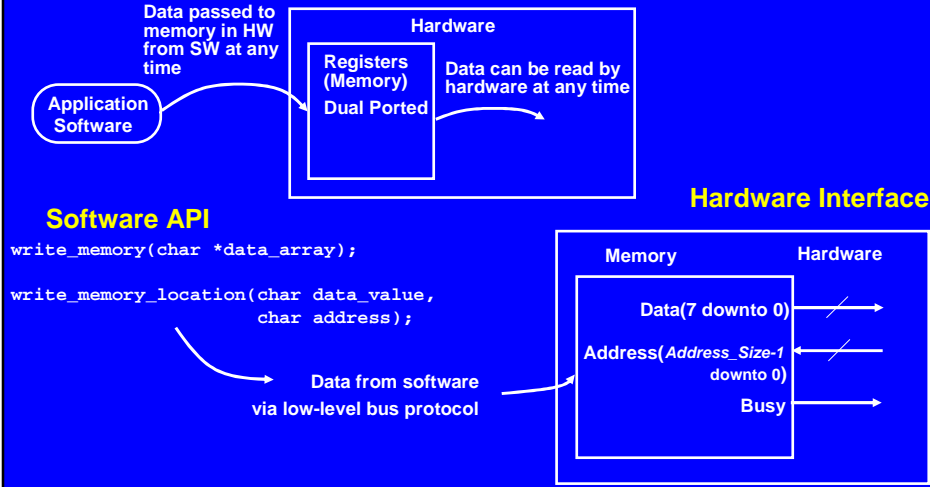 Data passed to
memory in HW
from SW at any
time
Hardware
Registers
(Memory)
Dual Ported
Data can be read by
hardware at any time
Application
Software
Hardware Interface
Software API
write_memory(char *data_array);
write_memory_location(char data_value,
char address);
Data from software
via low-level bus protocol
Memory
Hardware
Data(7 downto 0)
Address(Address_Size-1
downto 0)
Busy